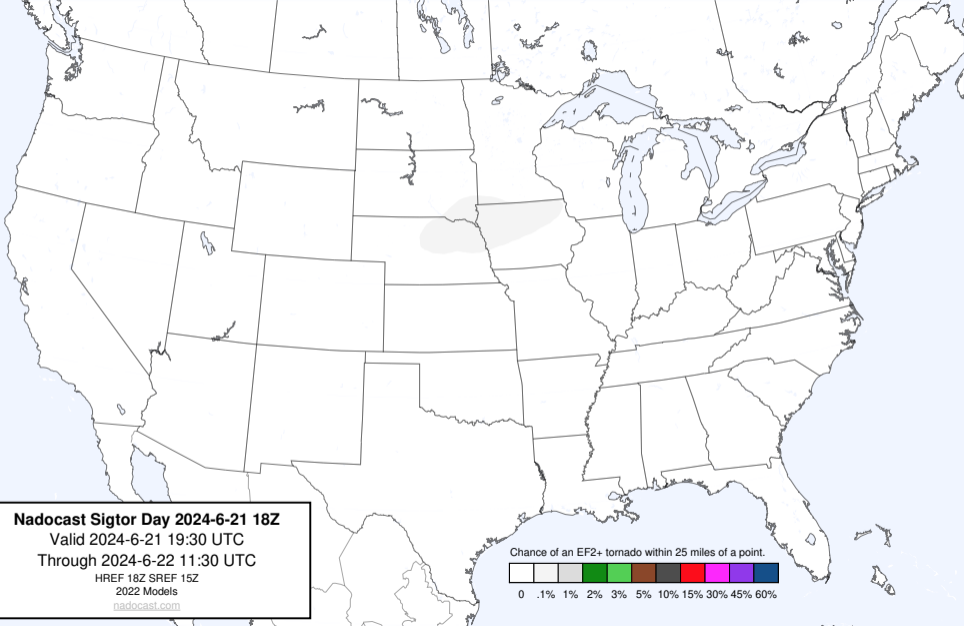 Nadocast Sigtor Day 2024-6-21 18Z
Valid 2024-6-21 19:30 UTC
Through 2024-6-22 11:30 UTC
HREF 18Z SREF 15Z
2022 Models
nadocast.com
Chance of an EF2+ tornado within 25 miles of a point.
0 .1% 1% 2% 3% 5% 10% 15% 30% 45% 60%